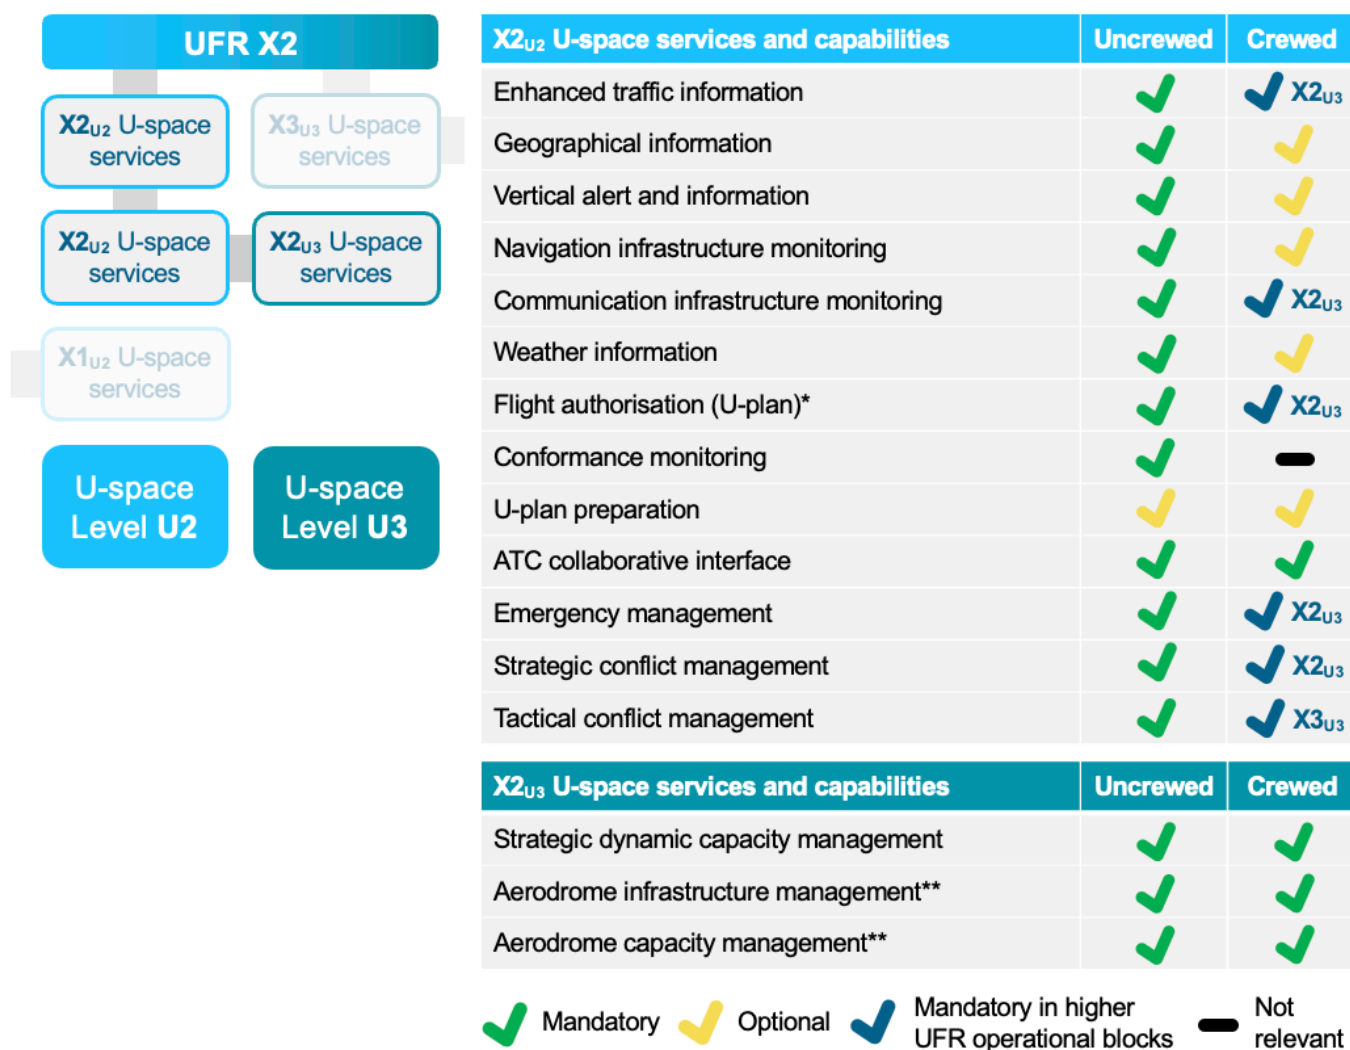 UFR X2
X2U2 U-space
services
X3U3 U-space
services
X2U2 U-space
services
X2U3 U-space
services
X1U2 U-space
services
U-space
Level U2
U-space
Level U3
X2U2 U-space services and capabilities Uncrewed Crewed
Enhanced traffic information X2U3
Geographical information
Vertical alert and information
Navigation infrastructure monitoring
Communication infrastructure monitoring X2U3
Weather information
Flight authorisation (U-plan)* X2U3
Conformance monitoring
U-plan preparation
ATC collaborative interface
Emergency management X2U3
Strategic conflict management X2U3
Tactical conflict management X3U3
X2U3 U-space services and capabilities Uncrewed Crewed
Strategic dynamic capacity management
Aerodrome infrastructure management**
Aerodrome capacity management**
Mandatory
Optional
Mandatory in higher
UFR operational blocks
Not
relevant